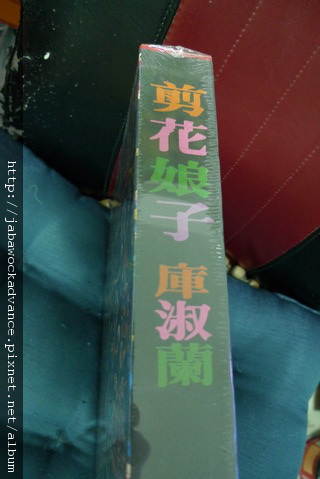 剪花娘子 庫淑蘭
http://jabawockadvance.pixnet.net/album